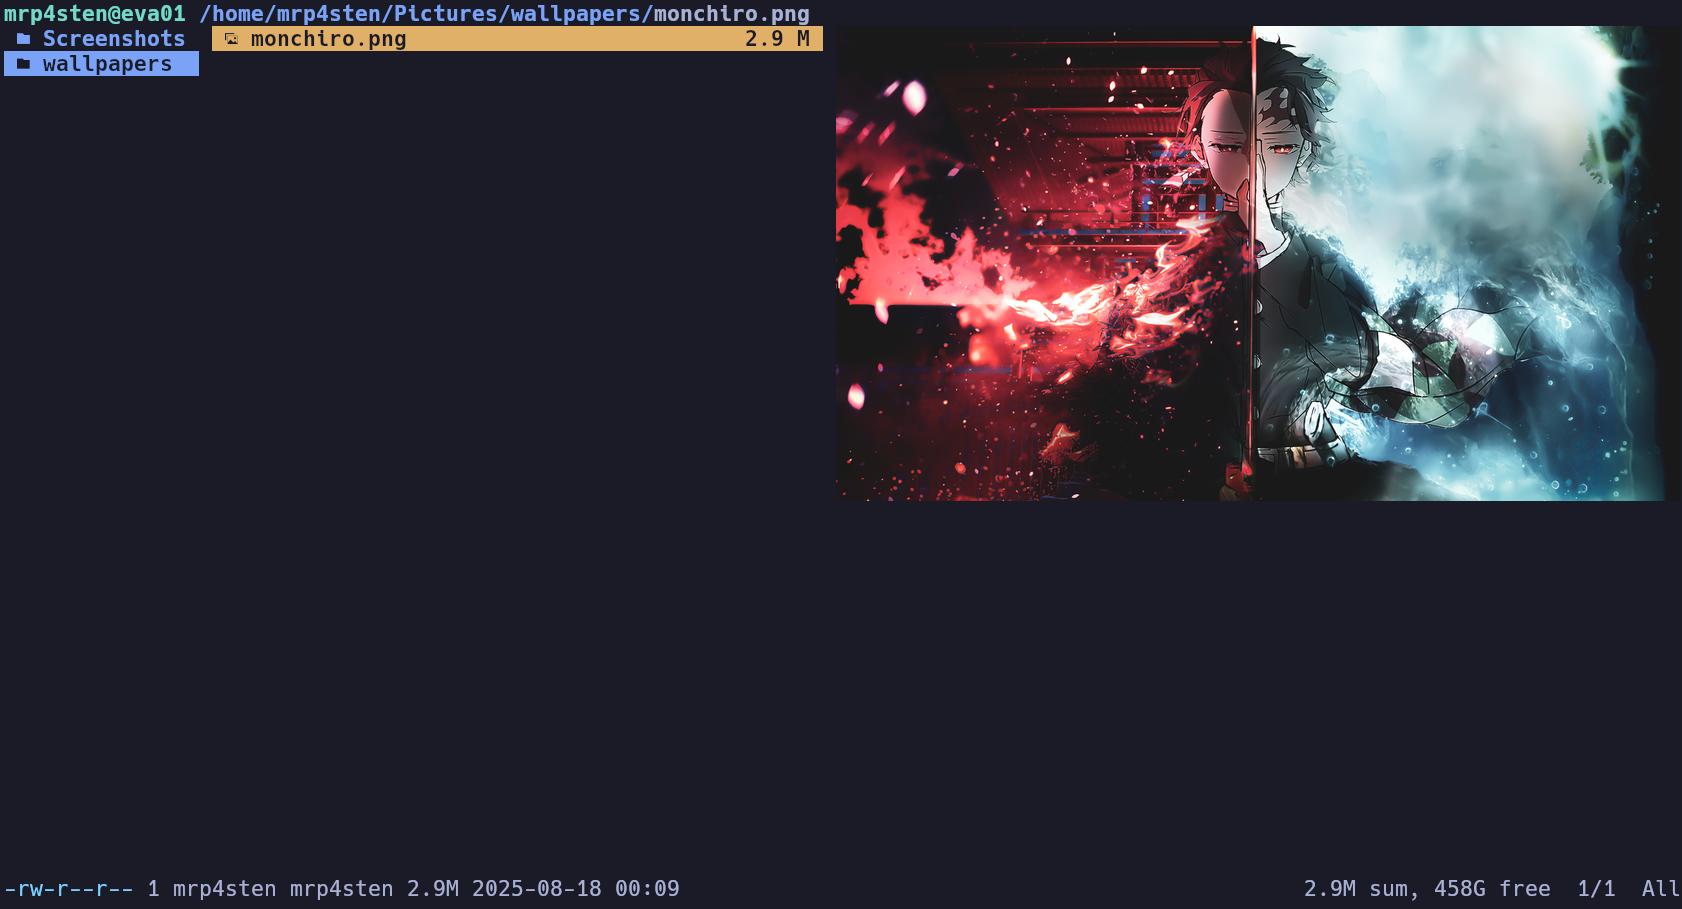 mrp4sten@eva01 /home/mrp4sten/Pictures/wallpapers/monchiro.png
Screenshots
wallpapers
monchiro.png 2.9 M
-rw-r--r-- 1 mrp4sten mrp4sten 2.9M 2025-08-18 00:09
2.9M sum, 458G free 1/1 All